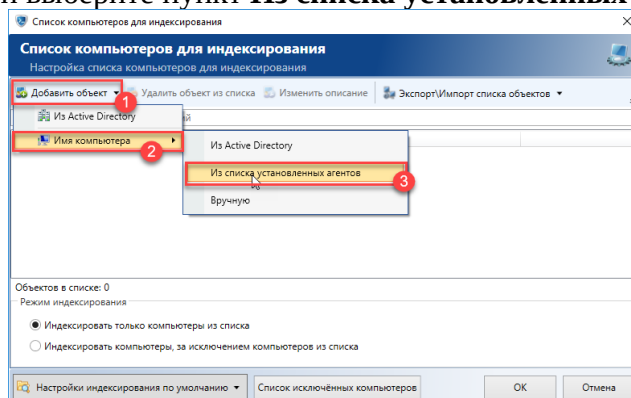 и выберите пункт Из списка установленных
Список компьютеров для индексирования
Список компьютеров для индексирования
Настройка списка компьютеров для индексирования
Добавить объект Удалить объект из списка Изменить описание Экспорт\Импорт списка объектов
1
Из Active Directory
Имя компьютера
2
Из Active Directory
Из списка установленных агентов
3
Вручную
Объектов в списке: 0
Режим индексирования
Индексировать только компьютеры из списка
Индексировать компьютеры, за исключением компьютеров из списка
Настройки индексирования по умолчанию Список исключённых компьютеров ОК Отмена